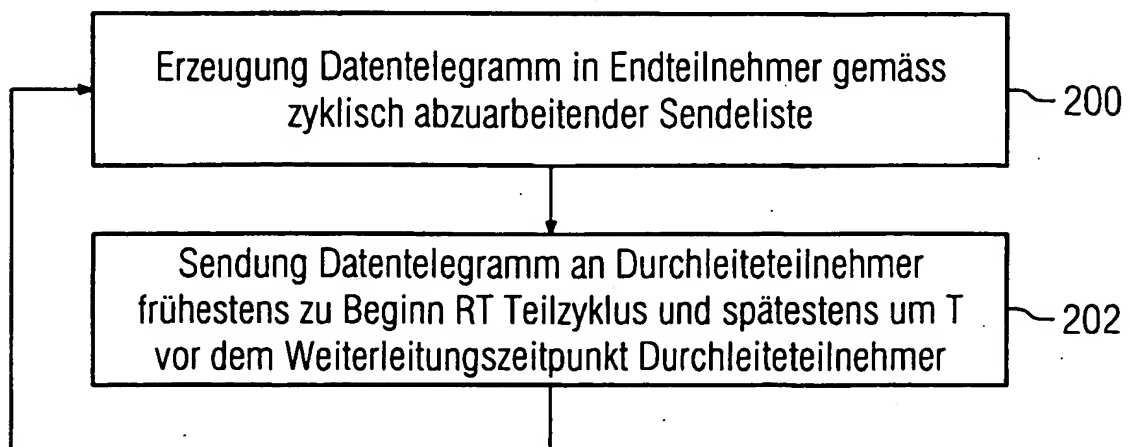 Erzeugung Datentelegramm in Endteilnehmer gemäss
zyklisch abzuarbeitender Sendeliste
200
Sendung Datentelegramm an Durchleiteteilnehmer
frühestens zu Beginn RT Teilzyklus und spätestens um T
vor dem Weiterleitungszeitpunkt Durchleiteteilnehmer
202